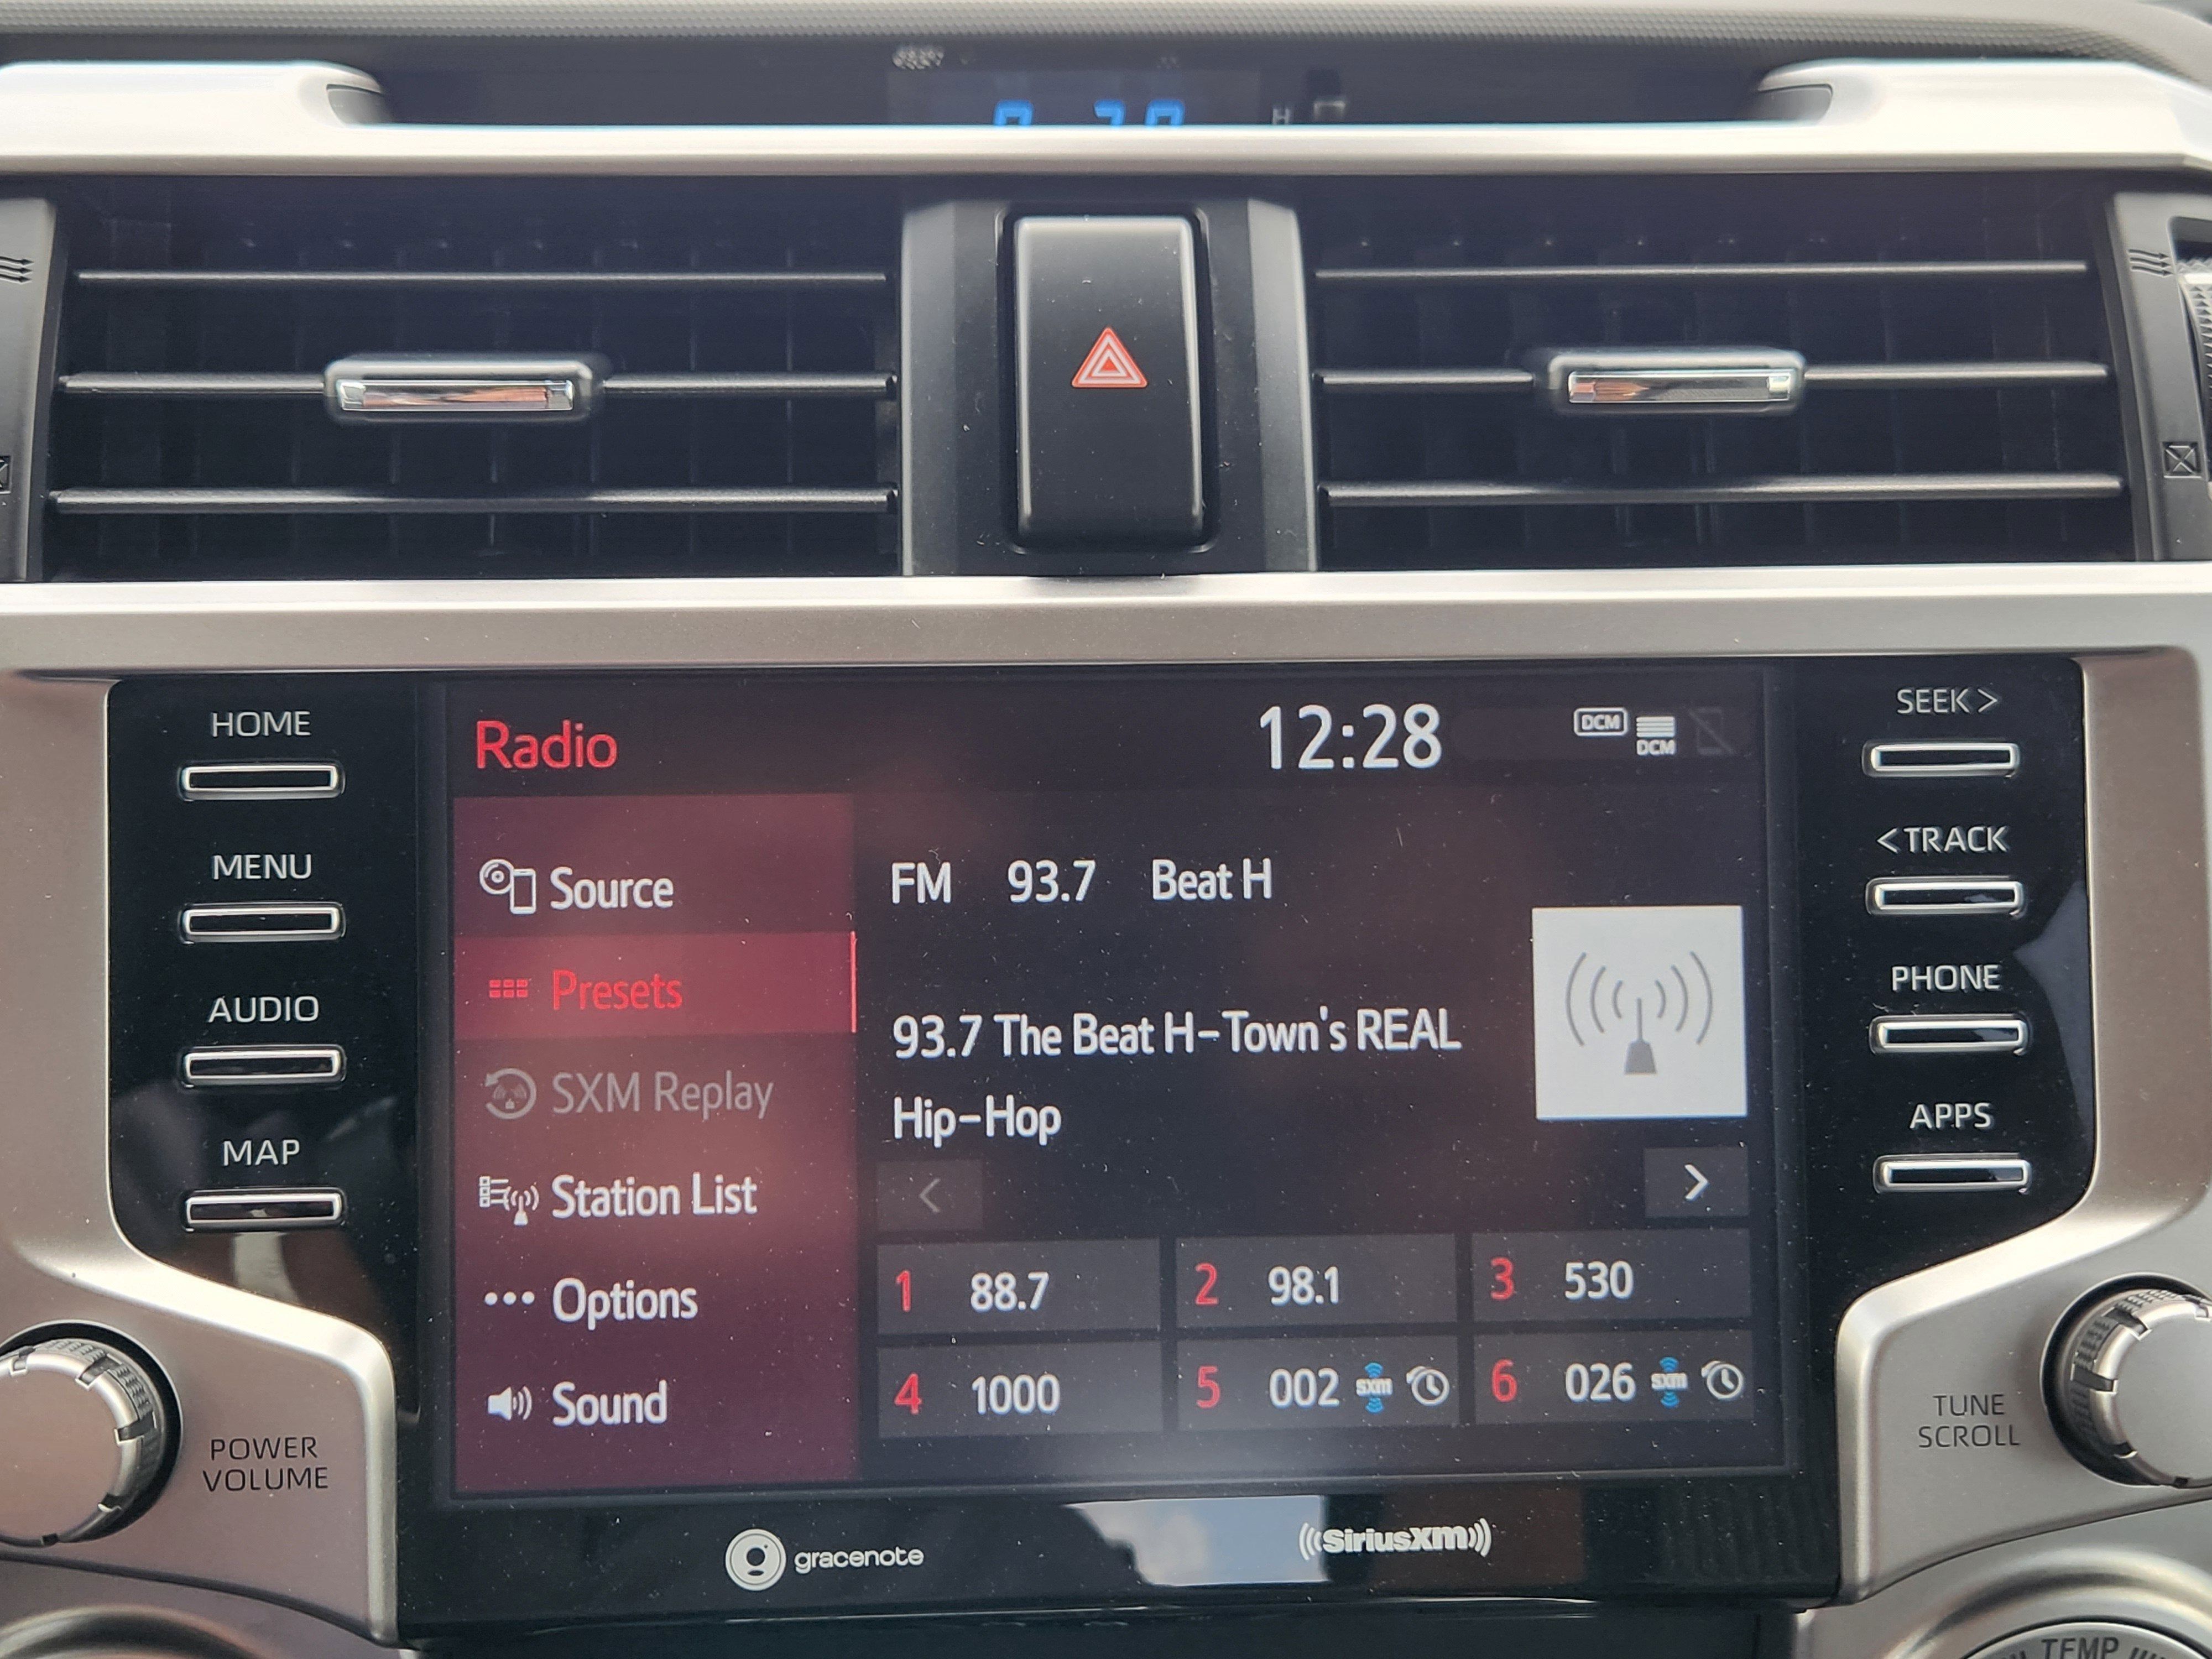 H
HOME
MENU
AUDIO
MAP
POWER
VOLUME
Radio
12:28
DCM
DCM
Source
Presets
SXM Replay
Station List
Options
Sound
FM 93.7 Beat H
93.7 The Beat H-Town's REAL
Hip-Hop
< >
1 88.7
2 98.1
3 530
4 1000
5 002 sxm
6 026 sxm
SEEK >
< TRACK
PHONE
APPS
TUNE
SCROLL
gracenote
((SiriusXM))
TEMP